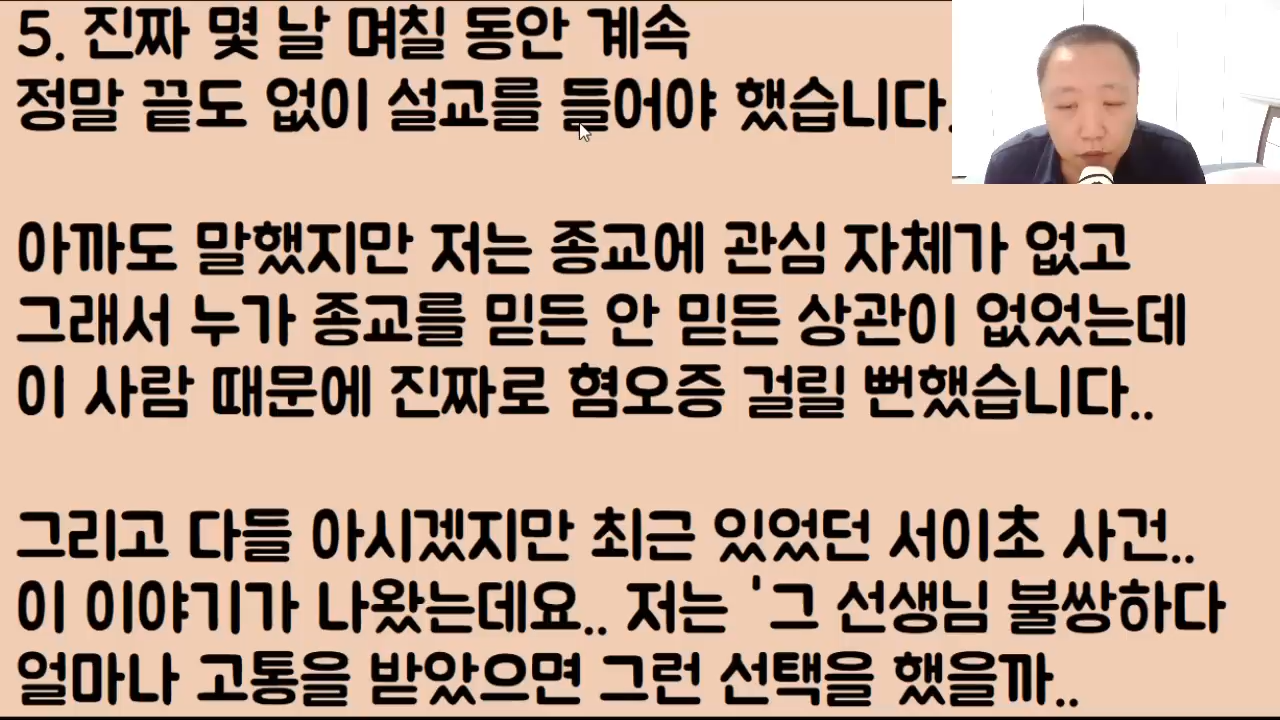 5. 진짜 몇 날 며칠 동안 계속
정말 끝도 없이 설교를 들어야 했습니다.
아까도 말했지만 저는 종교에 관심 자체가 없고
그래서 누가 종교를 믿든 안 믿든 상관이 없었는데
이 사람 때문에 진짜로 혐오증 걸릴 뻔했습니다..
그리고 다들 아시겠지만 최근 있었던 서이초 사건..
이 이야기가 나왔는데요.. 저는 '그 선생님 불쌍하다
얼마나 고통을 받았으면 그런 선택을 했을까..